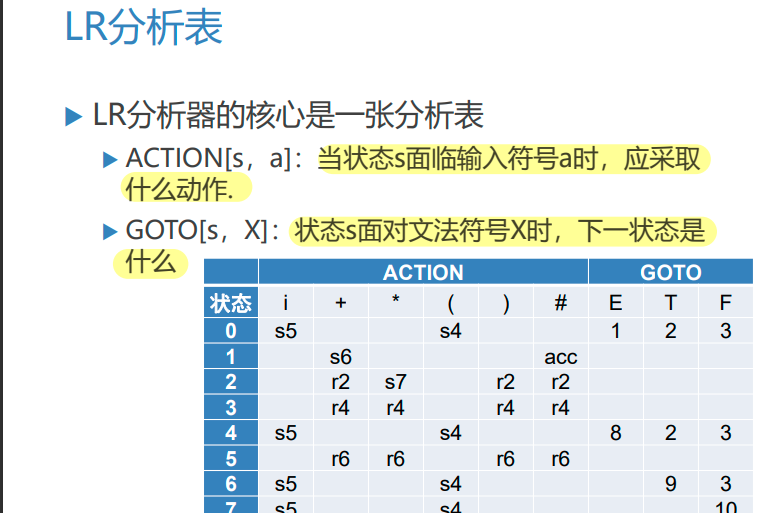 LR分析表
LR分析器的核心是一张分析表
ACTION[s，a]：当状态s面临输入符号a时，应采取
什么动作.
GOTO[s，X]：状态s面对文法符号X时，下一状态是
什么
ACTION GOTO
状态 i + * ( ) # E T F
0 s5 s4 1 2 3
1 s6 acc
2 r2 s7 r2 r2
3 r4 r4 r4 r4
4 s5 s4 8 2 3
5 r6 r6 r6 r6
6 s5 s4 9 3
7 s5 s4 10